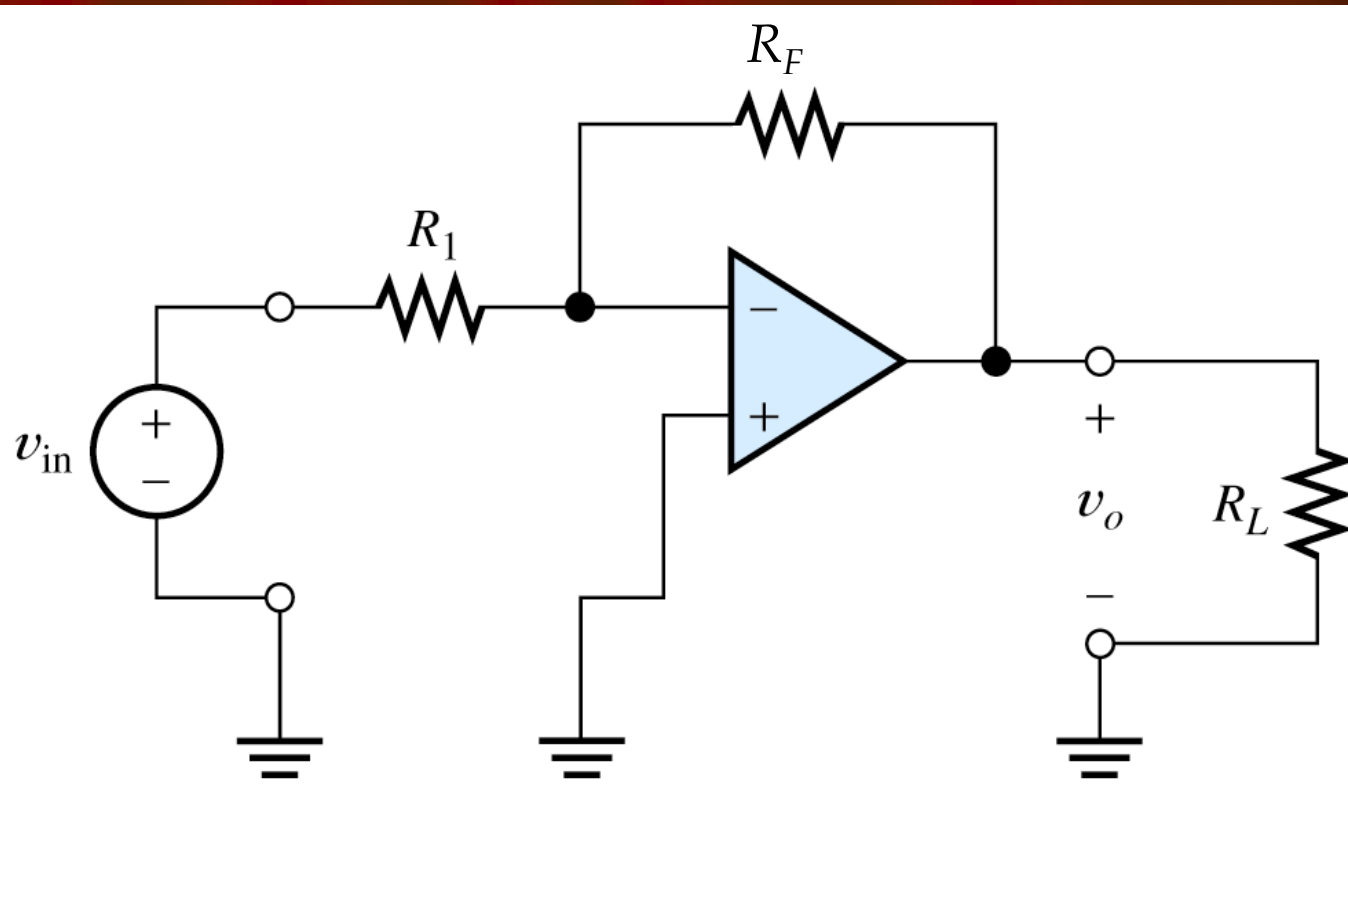 R_F
R_1
−
+
+
−
v_in
+
v_o
−
R_L